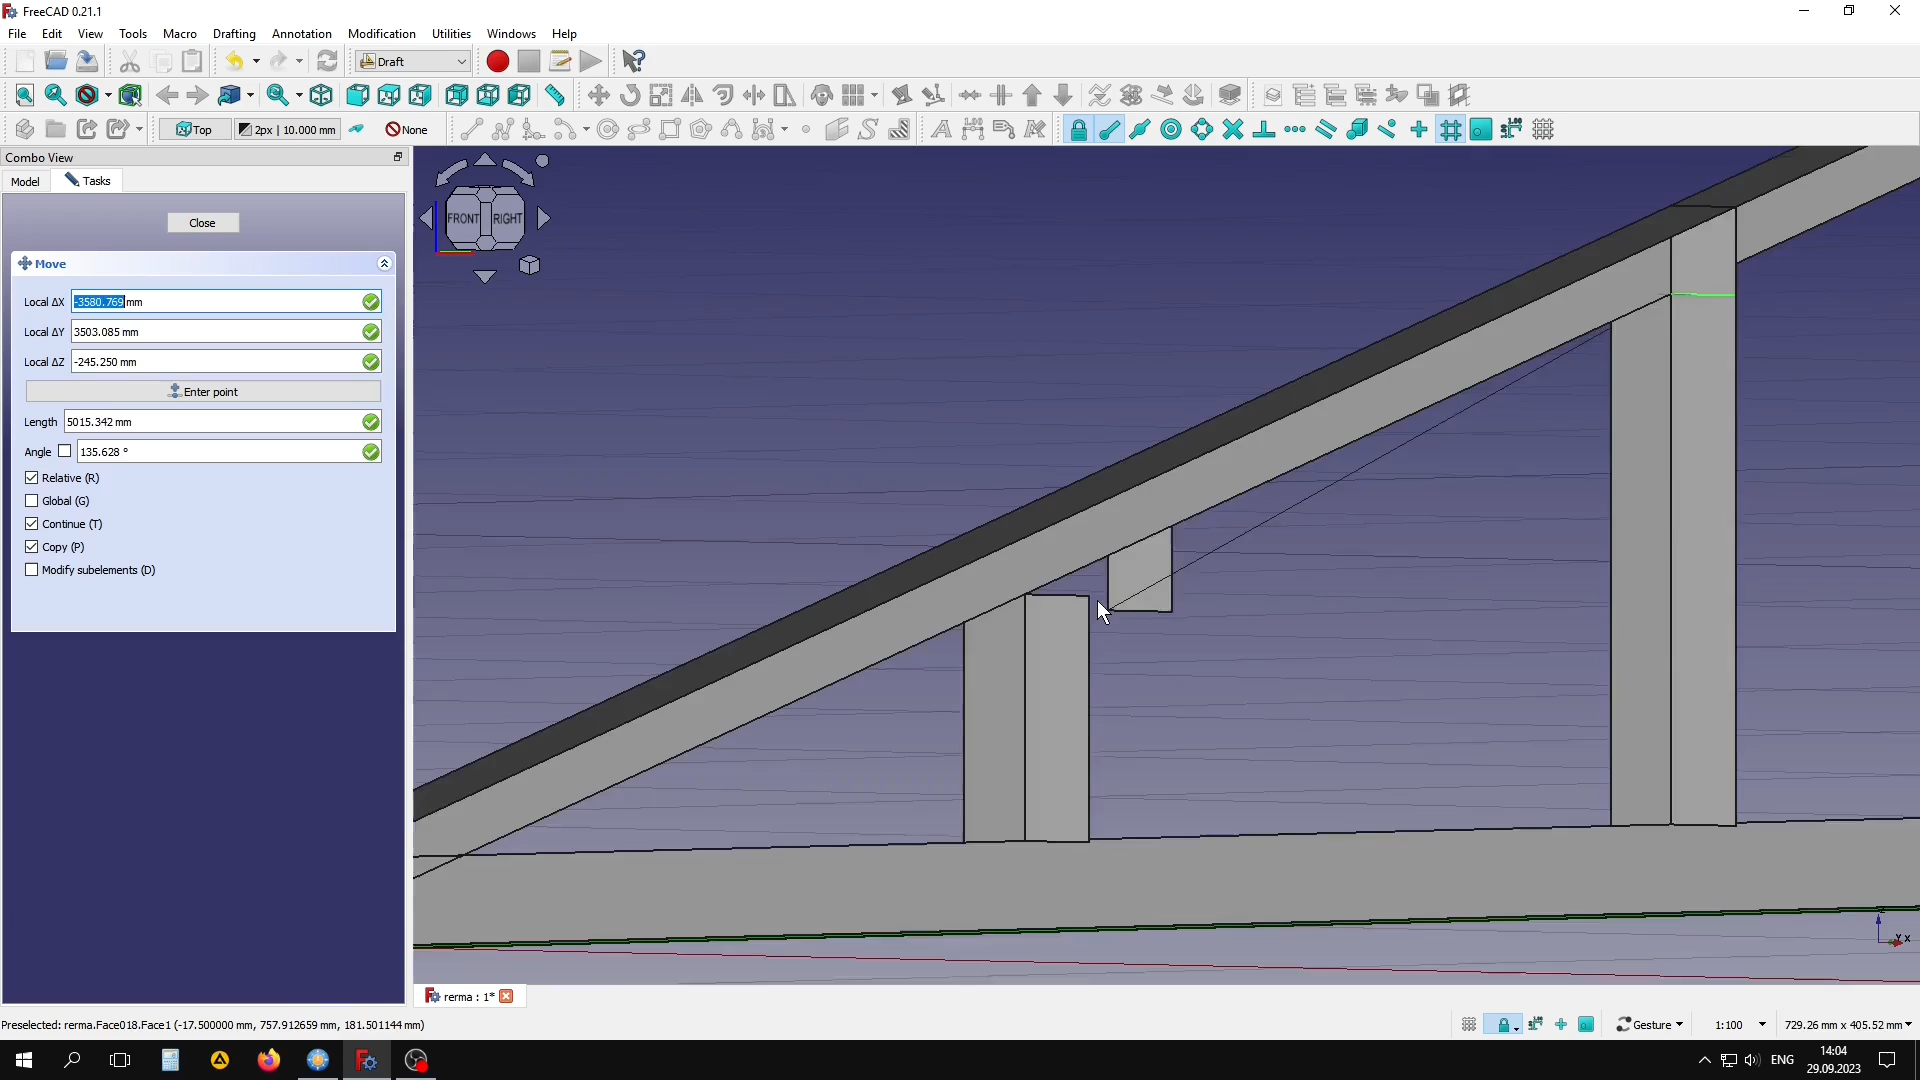 FreeCAD 0.21.1
File Edit View Tools Macro Drafting Annotation Modification Utilities Windows Help
Draft
Top 2px | 10.000 mm None
Combo View
Model Tasks
Close
Move
Local ΔX -3580.769 mm
Local ΔY 3503.085 mm
Local ΔZ -245.250 mm
Enter point
Length 5015.342 mm
Angle 135.628 °
Relative (R)
Global (G)
Continue (T)
Copy (P)
Modify subelements (D)
FRONT RIGHT
Y X
rerma : 1*
Preselected: rerma.Face018.Face1 (-17.500000 mm, 757.912659 mm, 181.501144 mm)
Gesture 1:100 729.26 mm x 405.52 mm
ENG 14:04
29.09.2023